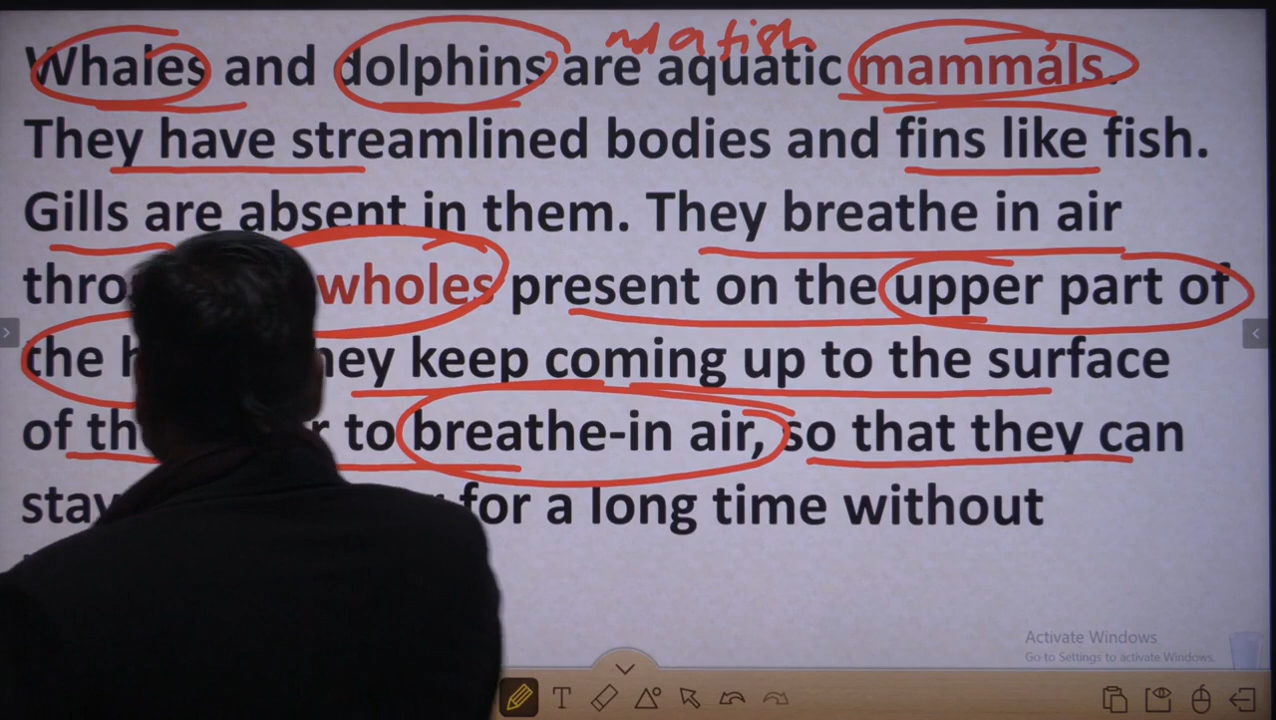 not a fish
Whales and dolphins are aquatic mammals.
They have streamlined bodies and fins like fish.
Gills are absent in them. They breathe in air
wholes present on the upper part of
the keep coming up to the surface
of to breathe-in air, so that they can
stay for a long time without
Activate Windows
Go to Settings to activate Windows.
T